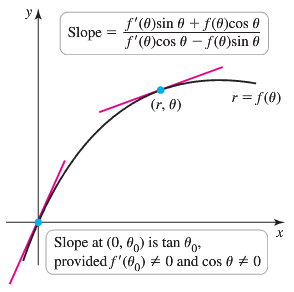 y
Slope = f'(θ)sin θ + f(θ)cos θ / f'(θ)cos θ − f(θ)sin θ
(r, θ)
r = f(θ)
x
Slope at (0, θ₀) is tan θ₀,
provided f'(θ₀) ≠ 0 and cos θ ≠ 0